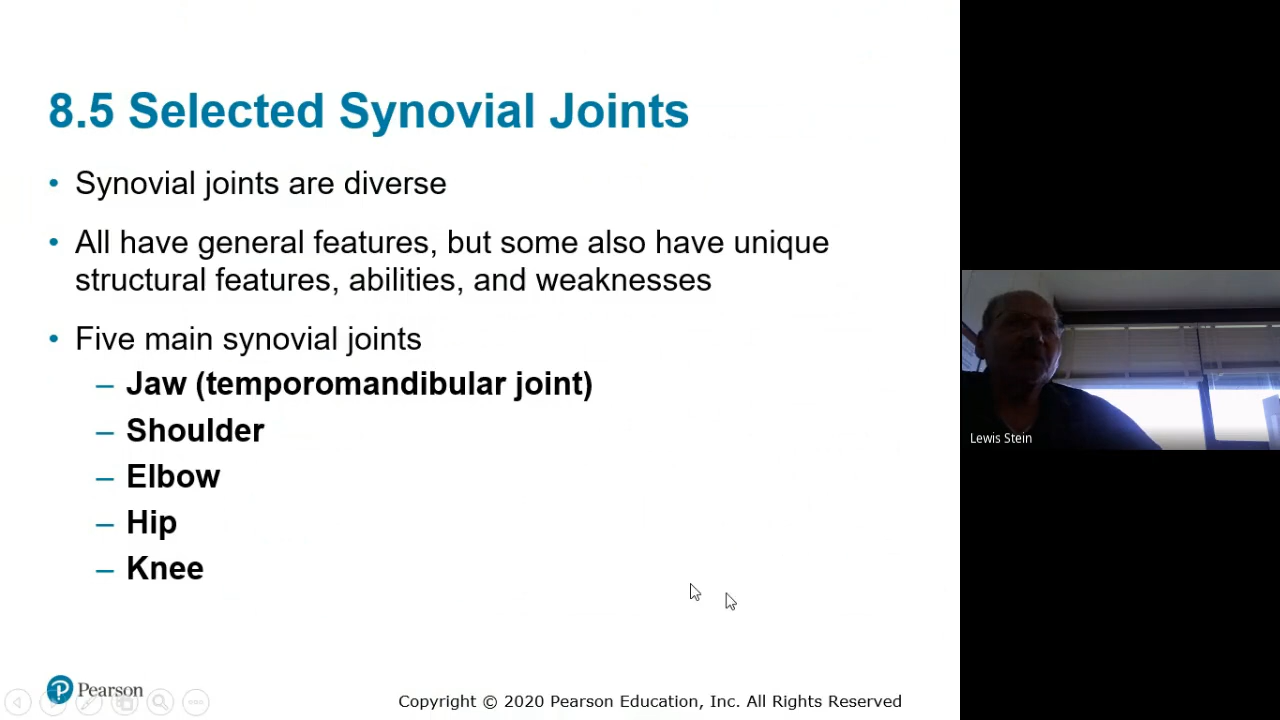 8.5 Selected Synovial Joints
• Synovial joints are diverse
• All have general features, but some also have unique
structural features, abilities, and weaknesses
• Five main synovial joints
– Jaw (temporomandibular joint)
– Shoulder
– Elbow
– Hip
– Knee
Lewis Stein
Pearson
Copyright © 2020 Pearson Education, Inc. All Rights Reserved